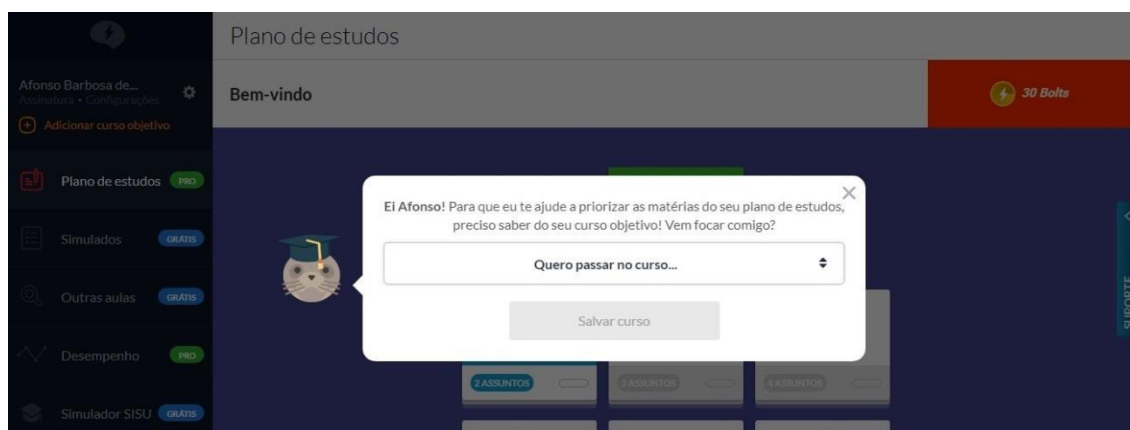 Plano de estudos
Afonso Barbosa de...
Assinatura • Configurações
Adicionar curso objetivo
Bem-vindo
30 Bolts
Plano de estudos PRO
Simulados GRÁTIS
Outras aulas GRÁTIS
Desempenho PRO
Simulador SISU GRÁTIS
Ei Afonso! Para que eu te ajude a priorizar as matérias do seu plano de estudos,
preciso saber do seu curso objetivo! Vem focar comigo?
Quero passar no curso...
Salvar curso
2 ASSUNTOS
3 ASSUNTOS
4 ASSUNTOS
SUPORTE